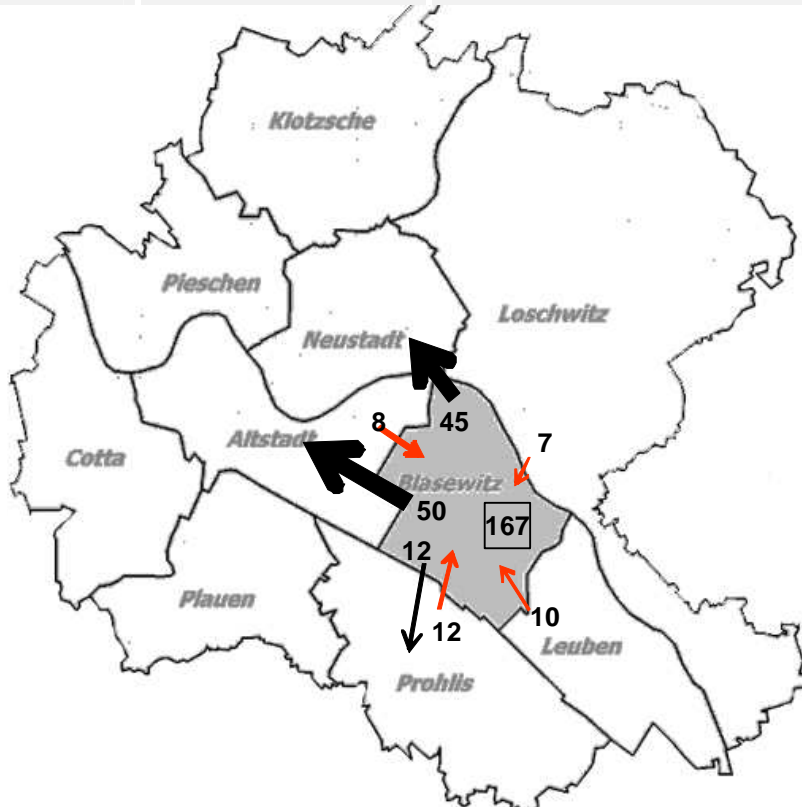 Klotzsche
Pieschen
Loschwitz
Neustadt
8
45
Altstadt
7
Cotta
Blasewitz
50
167
12
Plauen
12
10
Leuben
Prohlis